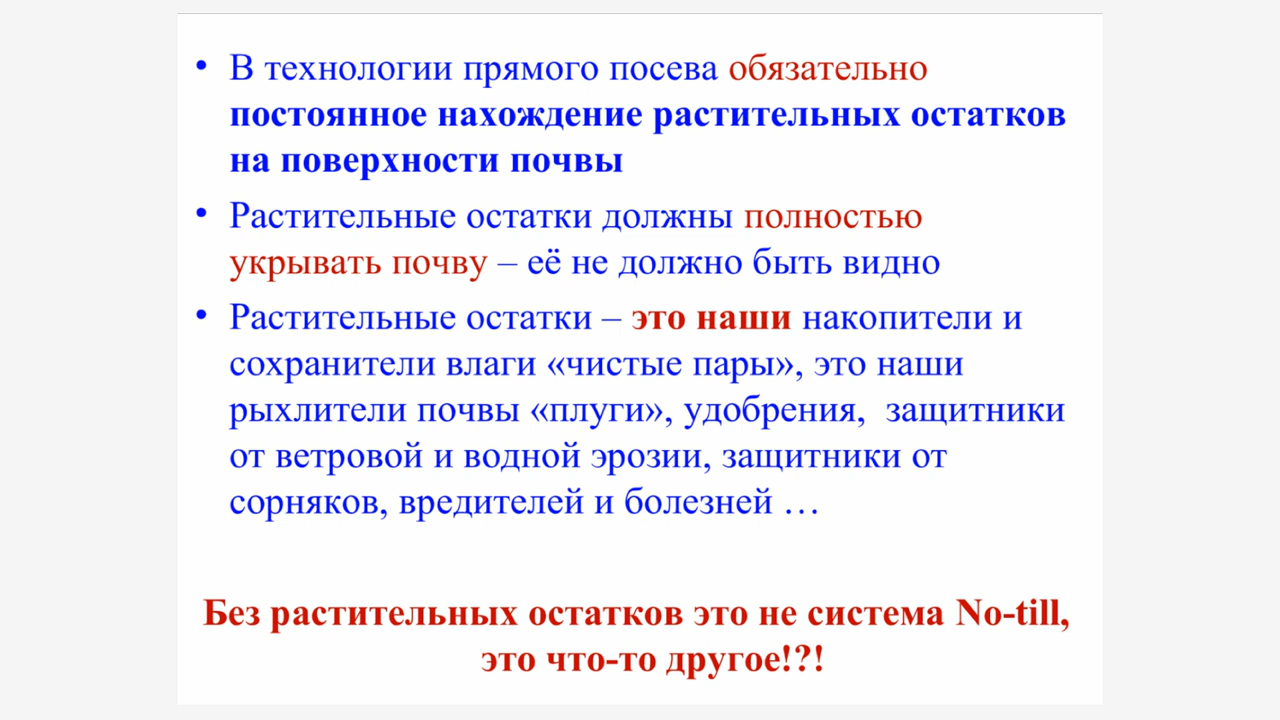 • В технологии прямого посева обязательно
постоянное нахождение растительных остатков
на поверхности почвы
• Растительные остатки должны полностью
укрывать почву – её не должно быть видно
• Растительные остатки – это наши накопители и
сохранители влаги «чистые пары», это наши
рыхлители почвы «плуги», удобрения, защитники
от ветровой и водной эрозии, защитники от
сорняков, вредителей и болезней …
Без растительных остатков это не система No-till,
это что-то другое!?!